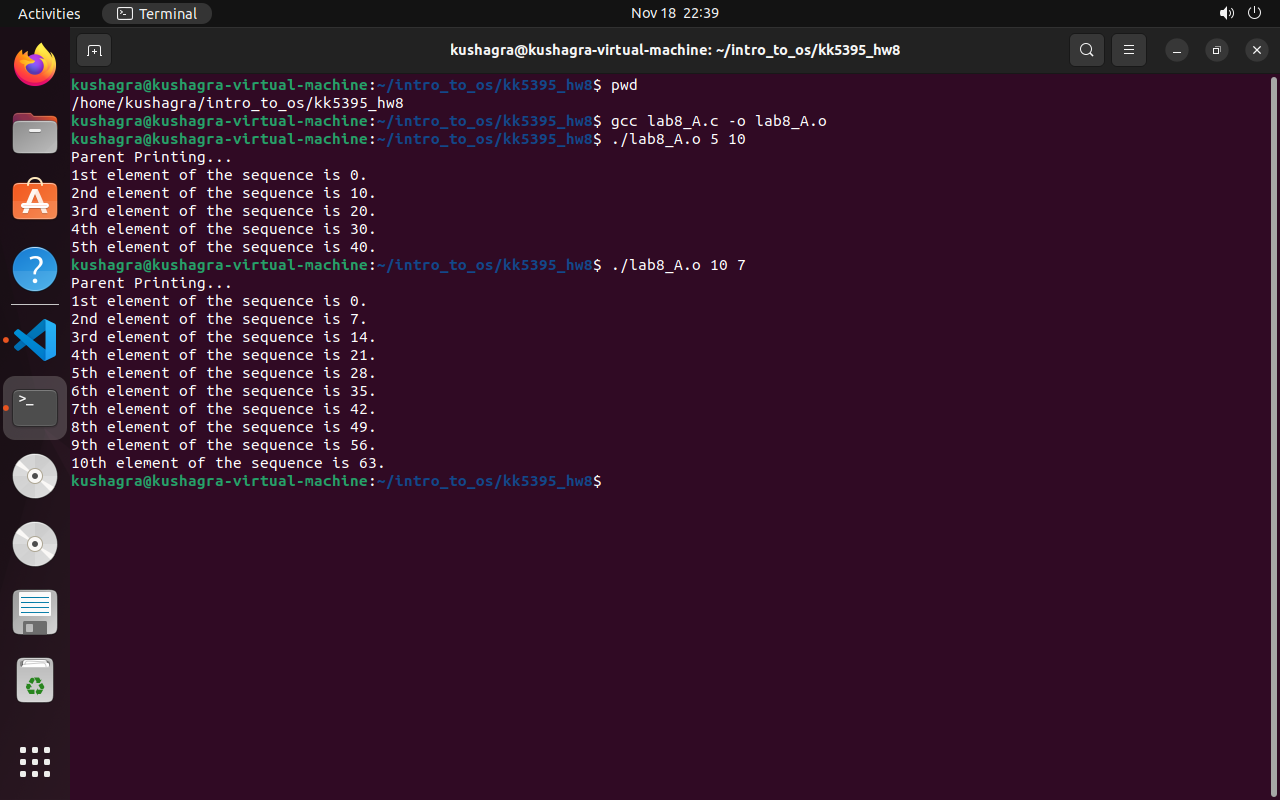 Activities
Terminal
Nov 18 22:39
kushagra@kushagra-virtual-machine: ~/intro_to_os/kk5395_hw8
kushagra@kushagra-virtual-machine:~/intro_to_os/kk5395_hw8$ pwd
/home/kushagra/intro_to_os/kk5395_hw8
kushagra@kushagra-virtual-machine:~/intro_to_os/kk5395_hw8$ gcc lab8_A.c -o lab8_A.o
kushagra@kushagra-virtual-machine:~/intro_to_os/kk5395_hw8$ ./lab8_A.o 5 10
Parent Printing...
1st element of the sequence is 0.
2nd element of the sequence is 10.
3rd element of the sequence is 20.
4th element of the sequence is 30.
5th element of the sequence is 40.
kushagra@kushagra-virtual-machine:~/intro_to_os/kk5395_hw8$ ./lab8_A.o 10 7
Parent Printing...
1st element of the sequence is 0.
2nd element of the sequence is 7.
3rd element of the sequence is 14.
4th element of the sequence is 21.
5th element of the sequence is 28.
6th element of the sequence is 35.
7th element of the sequence is 42.
8th element of the sequence is 49.
9th element of the sequence is 56.
10th element of the sequence is 63.
kushagra@kushagra-virtual-machine:~/intro_to_os/kk5395_hw8$